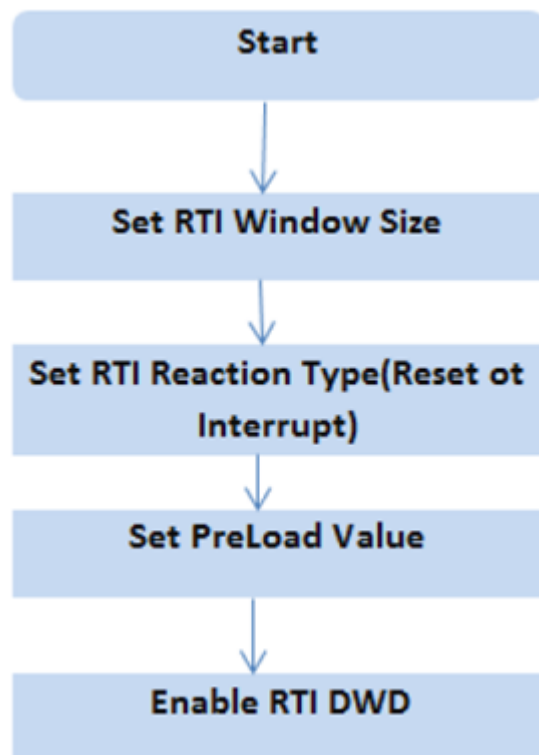 Start
Set RTI Window Size
Set RTI Reaction Type(Reset ot
Interrupt)
Set PreLoad Value
Enable RTI DWD